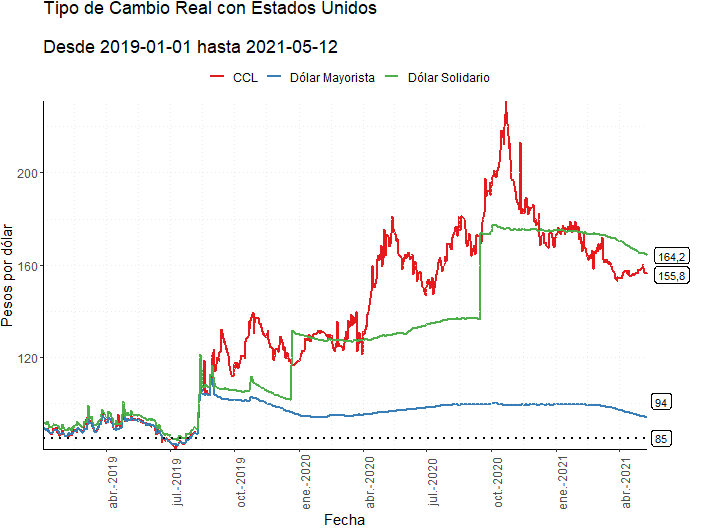 Tipo de Cambio Real con Estados Unidos
Desde 2019-01-01 hasta 2021-05-12
CCL Dólar Mayorista Dólar Solidario
Pesos por dólar
200
160
120
164,2
155,8
94
85
abr.-2019 jul.-2019 oct.-2019 ene.-2020 abr.-2020 jul.-2020 oct.-2020 ene.-2021 abr.-2021
Fecha